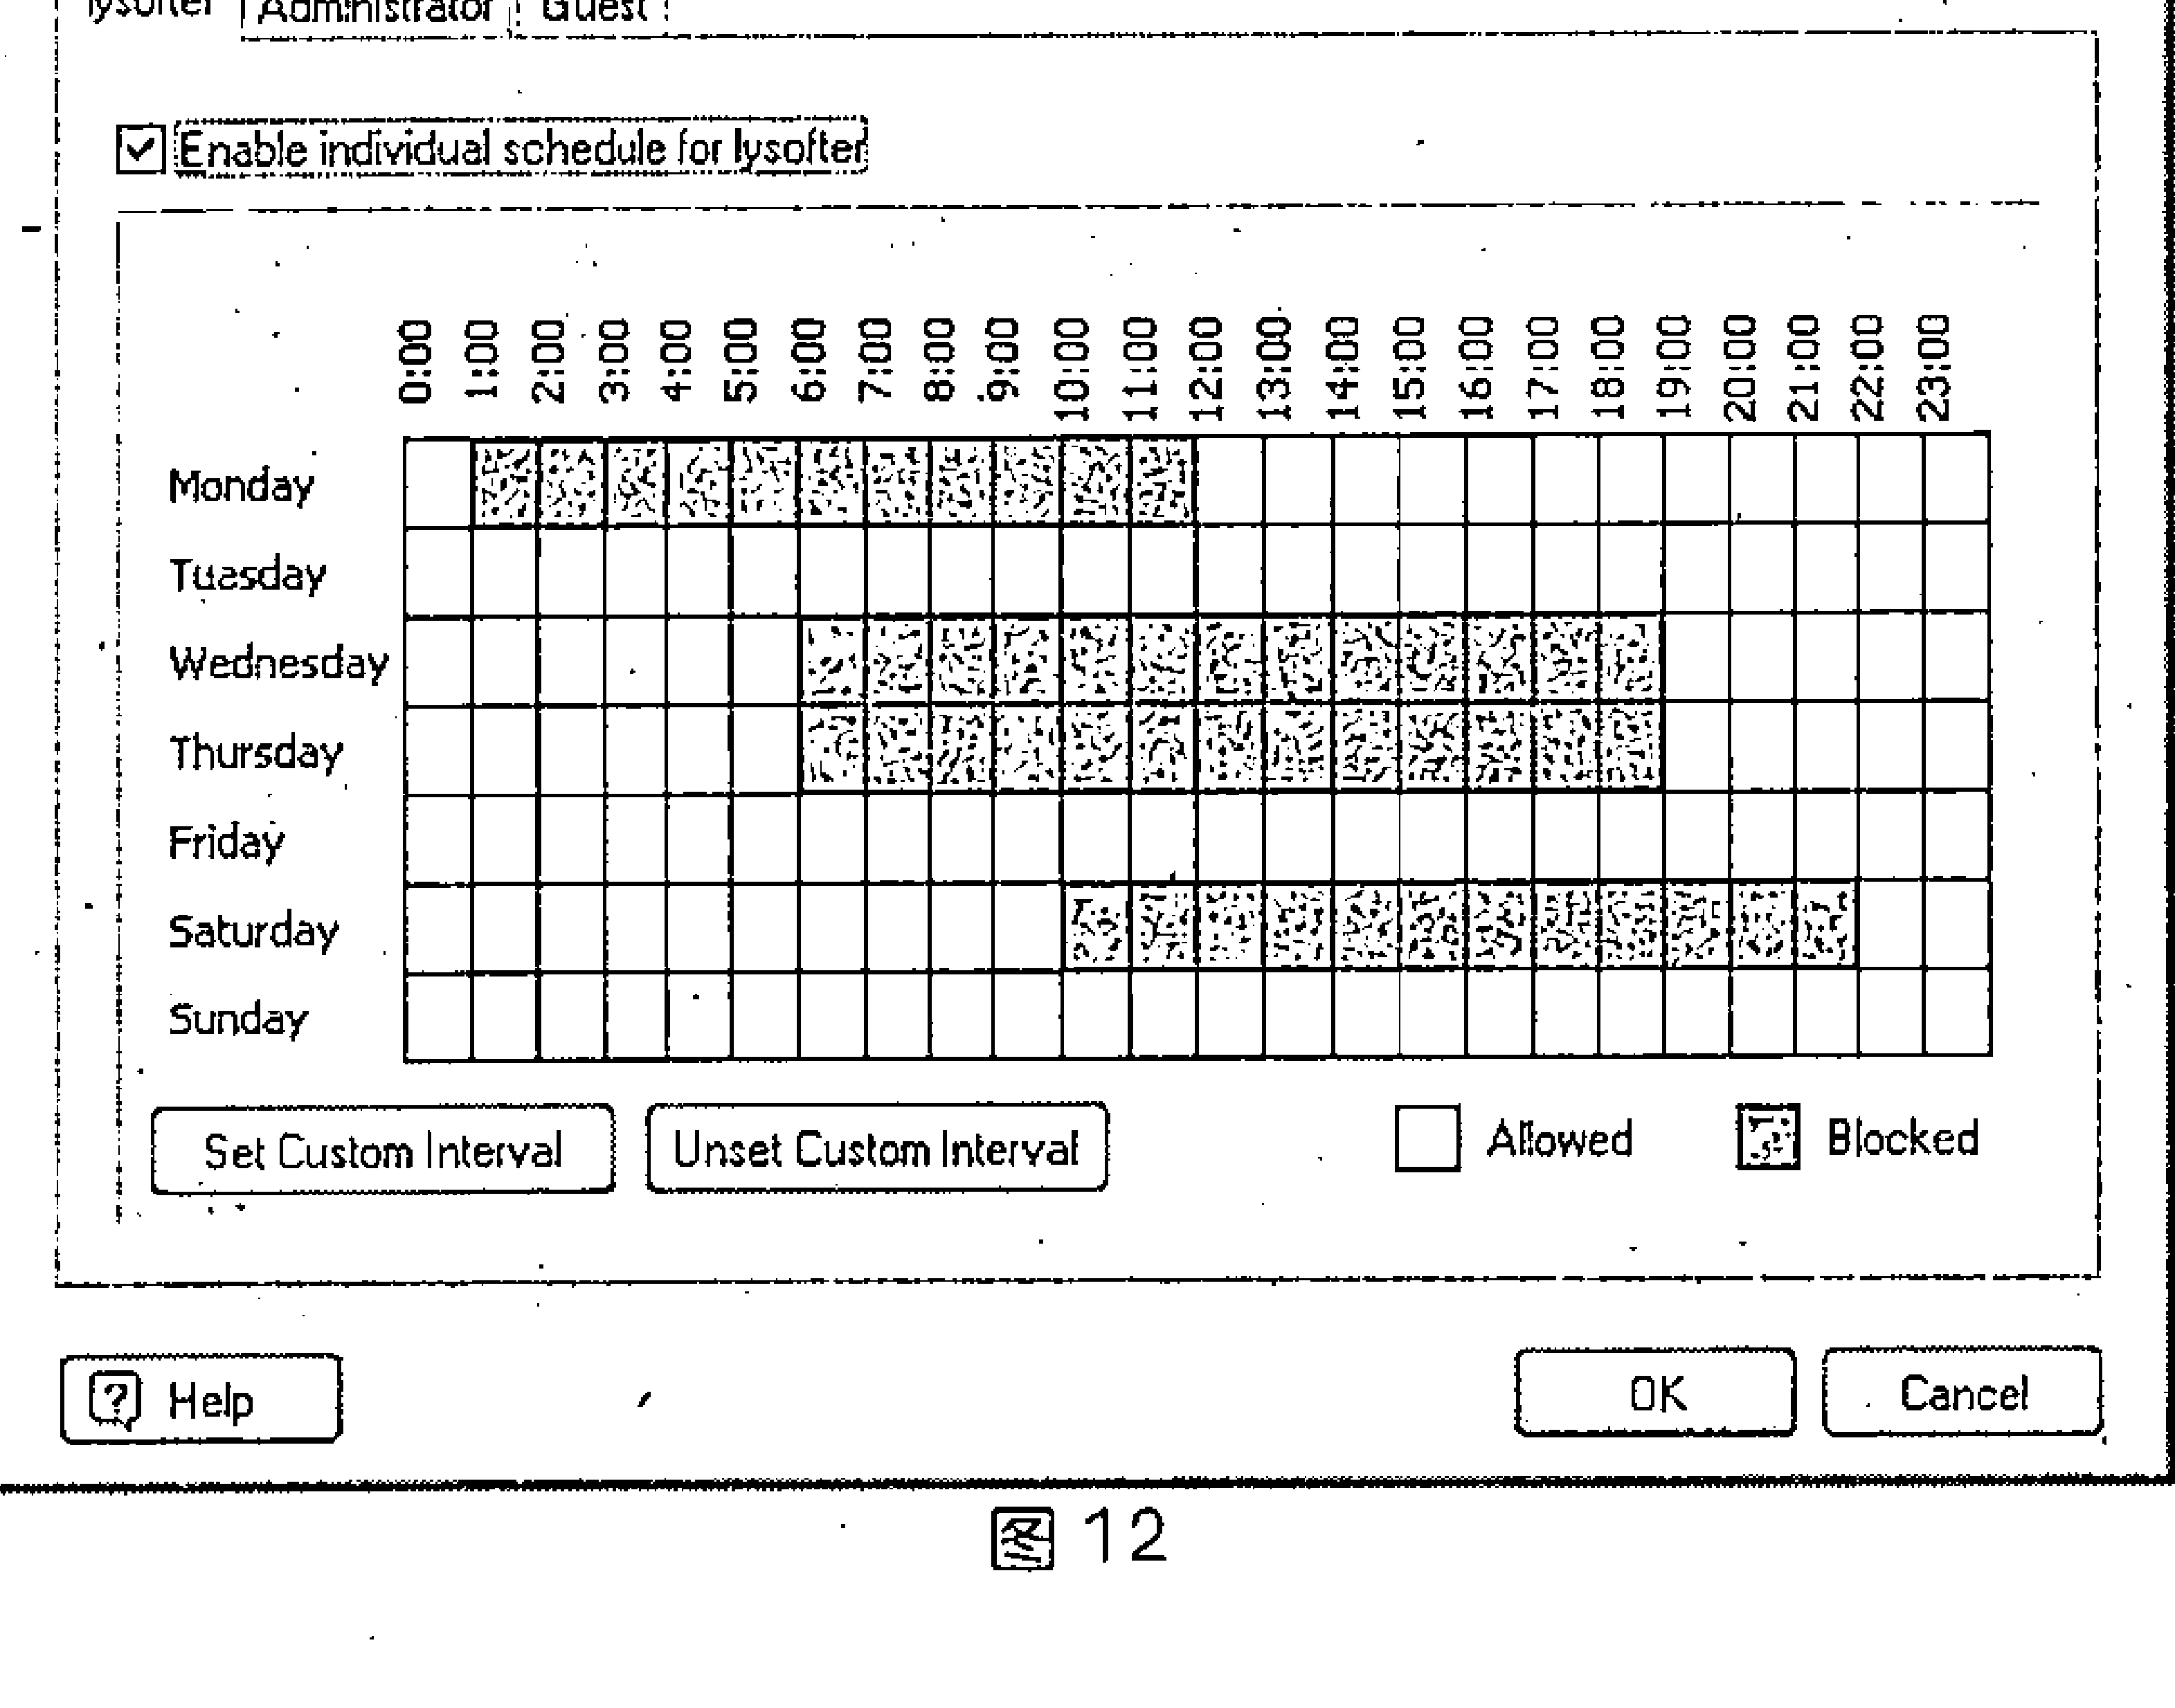 lysofter Administrator Guest
Enable individual schedule for lysofter
0:00 1:00 2:00 3:00 4:00 5:00 6:00 7:00 8:00 9:00 10:00 11:00 12:00 13:00 14:00 15:00 16:00 17:00 18:00 19:00 20:00 21:00 22:00 23:00
Monday
Tuesday
Wednesday
Thursday
Friday
Saturday
Sunday
Set Custom Interval Unset Custom Interval Allowed Blocked
? Help OK Cancel
图 12